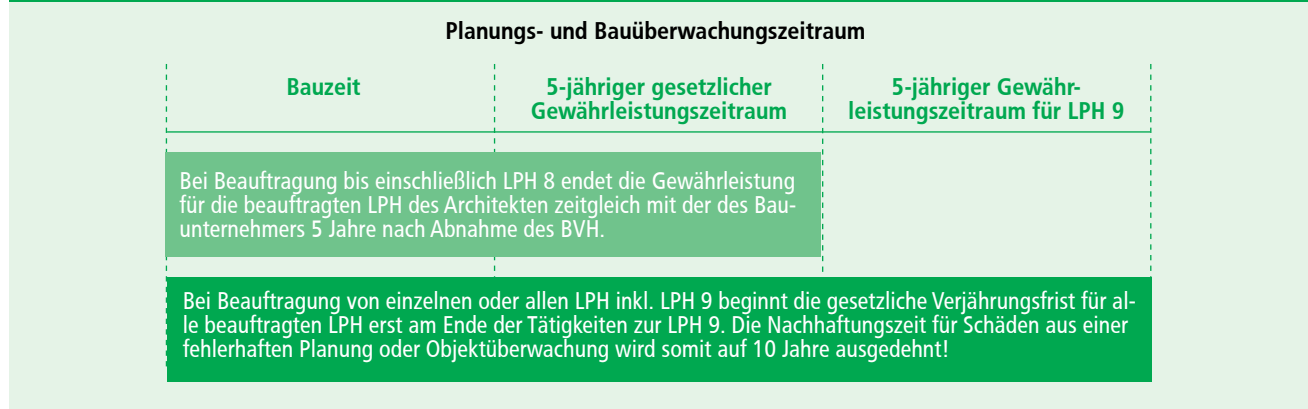 Planungs- und Bauüberwachungszeitraum
Bauzeit
5-jähriger gesetzlicher
Gewährleistungszeitraum
5-jähriger Gewähr-
leistungszeitraum für LPH 9
Bei Beauftragung bis einschließlich LPH 8 endet die Gewährleistung
für die beauftragten LPH des Architekten zeitgleich mit der des Bau-
unternehmers 5 Jahre nach Abnahme des BVH.
Bei Beauftragung von einzelnen oder allen LPH inkl. LPH 9 beginnt die gesetzliche Verjährungsfrist für al-
le beauftragten LPH erst am Ende der Tätigkeiten zur LPH 9. Die Nachhaftungszeit für Schäden aus einer
fehlerhaften Planung oder Objektüberwachung wird somit auf 10 Jahre ausgedehnt!